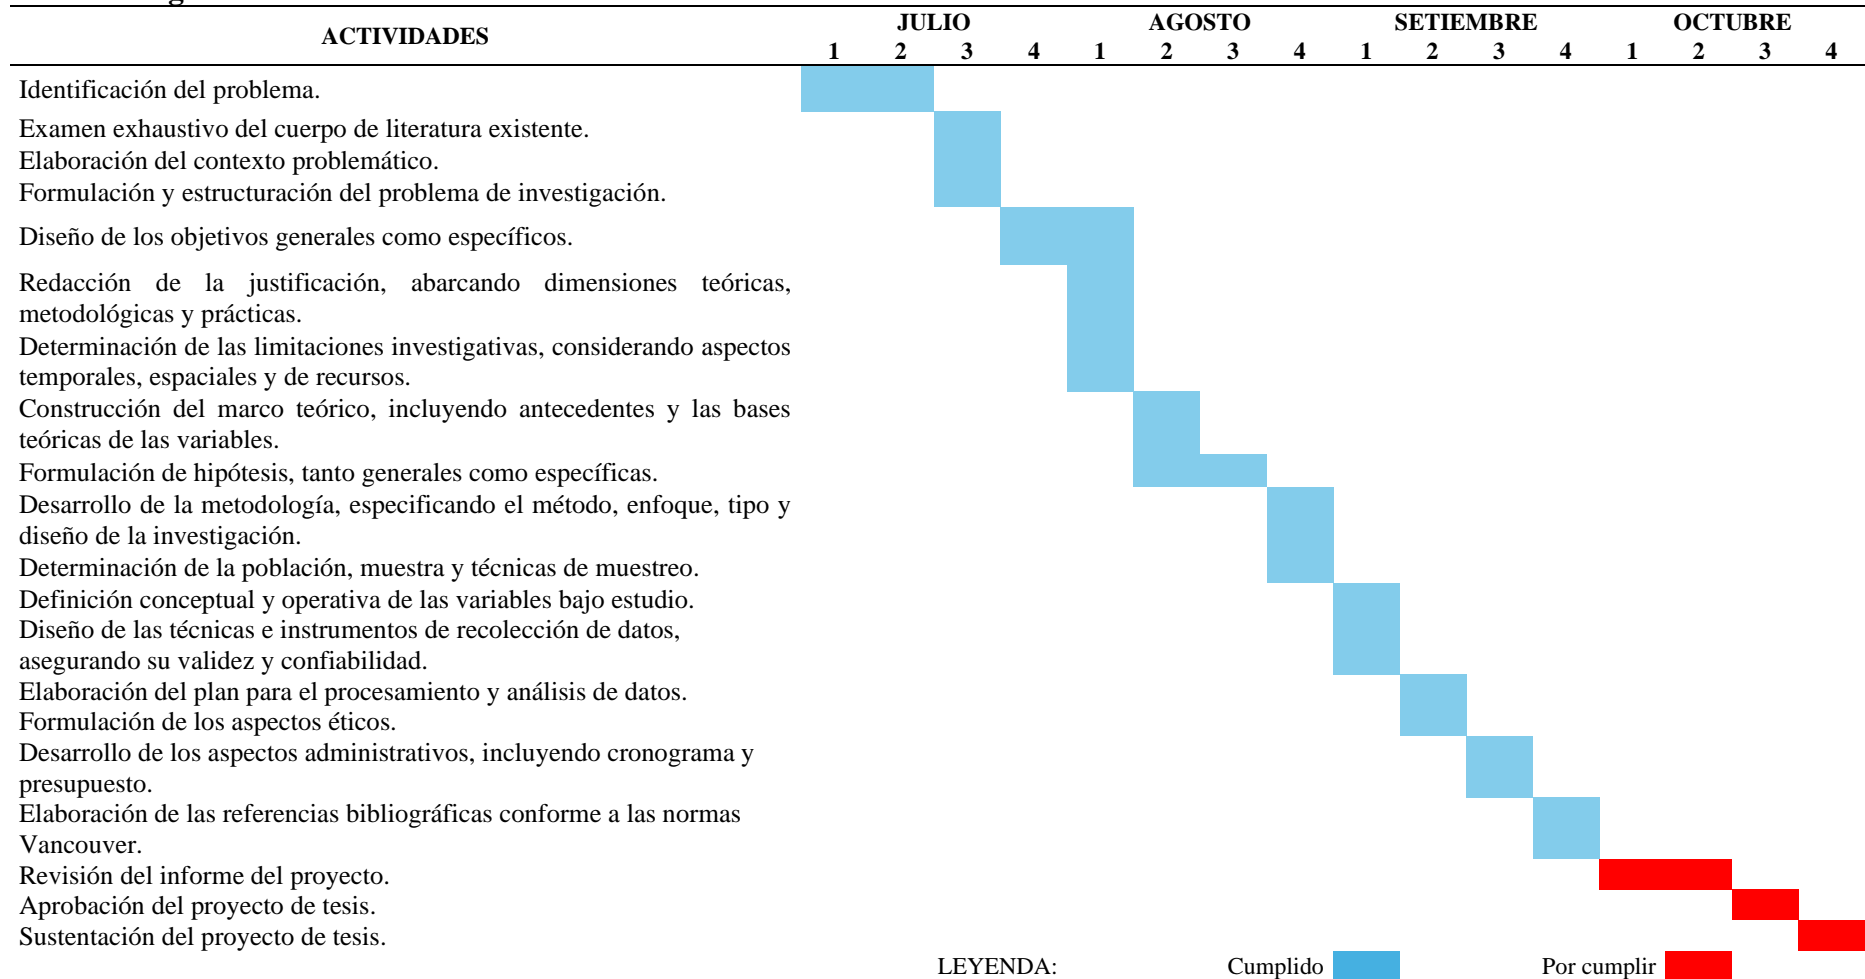 ACTIVIDADES JULIO AGOSTO SETIEMBRE OCTUBRE
1 2 3 4 1 2 3 4 1 2 3 4 1 2 3 4
Identificación del problema.
Examen exhaustivo del cuerpo de literatura existente.
Elaboración del contexto problemático.
Formulación y estructuración del problema de investigación.
Diseño de los objetivos generales como específicos.
Redacción de la justificación, abarcando dimensiones teóricas,
metodológicas y prácticas.
Determinación de las limitaciones investigativas, considerando aspectos
temporales, espaciales y de recursos.
Construcción del marco teórico, incluyendo antecedentes y las bases
teóricas de las variables.
Formulación de hipótesis, tanto generales como específicas.
Desarrollo de la metodología, especificando el método, enfoque, tipo y
diseño de la investigación.
Determinación de la población, muestra y técnicas de muestreo.
Definición conceptual y operativa de las variables bajo estudio.
Diseño de las técnicas e instrumentos de recolección de datos,
asegurando su validez y confiabilidad.
Elaboración del plan para el procesamiento y análisis de datos.
Formulación de los aspectos éticos.
Desarrollo de los aspectos administrativos, incluyendo cronograma y
presupuesto.
Elaboración de las referencias bibliográficas conforme a las normas
Vancouver.
Revisión del informe del proyecto.
Aprobación del proyecto de tesis.
Sustentación del proyecto de tesis.
LEYENDA: Cumplido Por cumplir